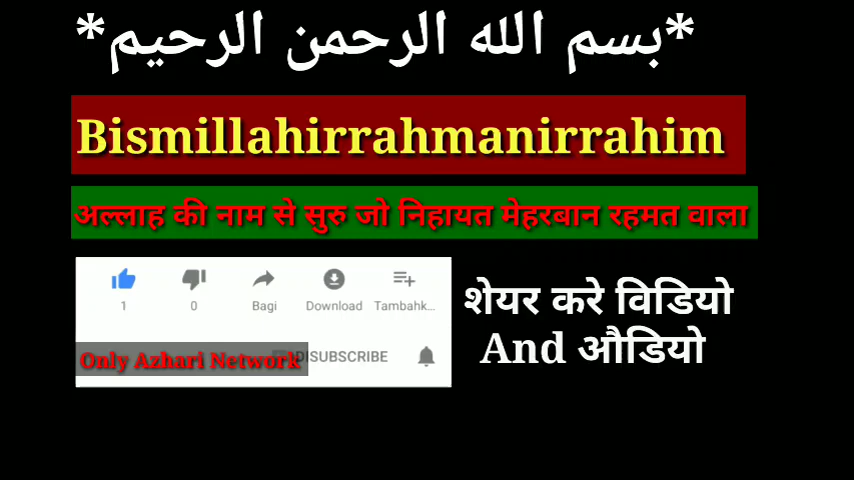 *بسم الله الرحمن الرحيم*
Bismillahirrahmanirrahim
अल्लाह की नाम से सुरु जो निहायत मेहरबान रहमत वाला
1 0 Bagi Download Tambahk...
Only Azhari Network DISUBSCRIBE
शेयर करे विडियो
And औडियो